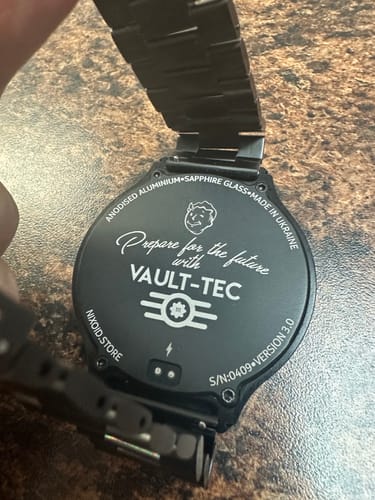 ANODISED ALUMINIUM•SAPPHIRE GLASS•MADE IN UKRAINE
Prepare for the future
with
VAULT-TEC
NIXOID.STORE
S/N:0409•VERSION 3.0